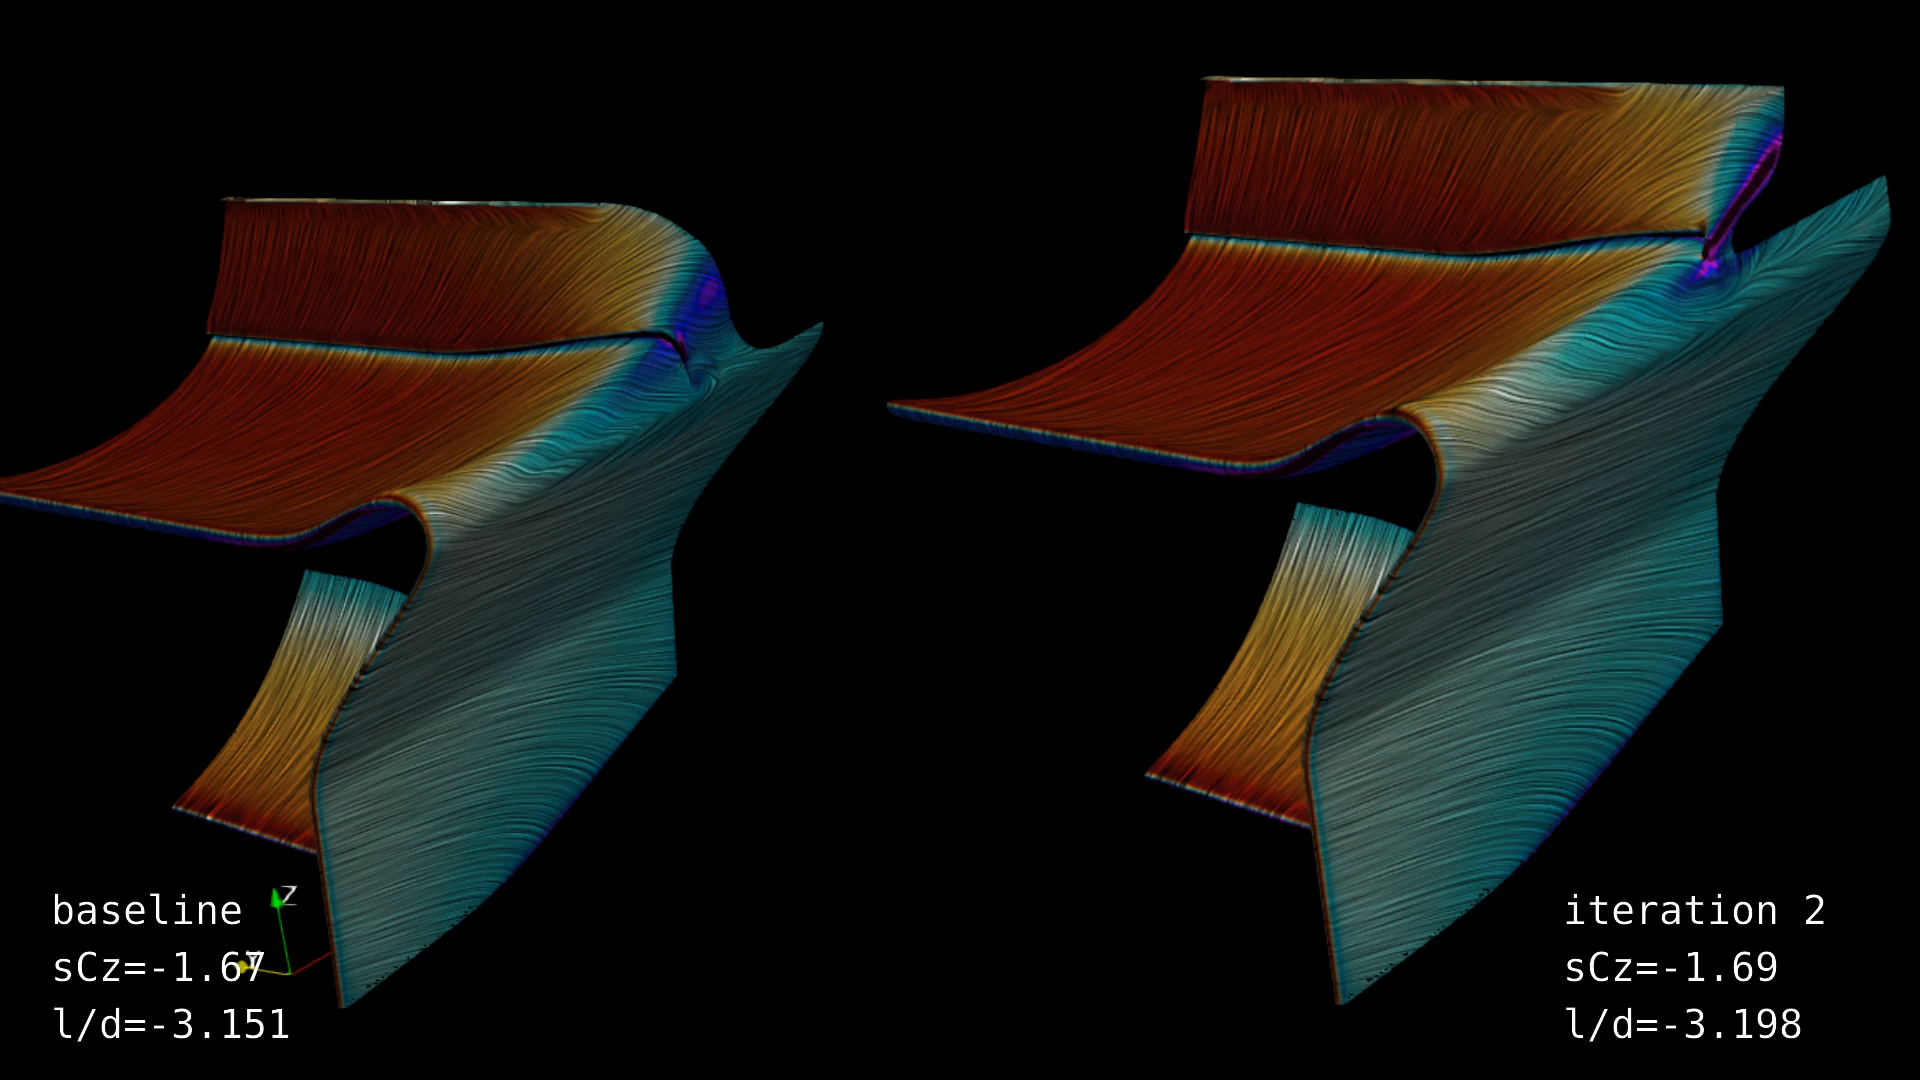 baseline
Z
sCz=-1.67
l/d=-3.151
iteration 2
sCz=-1.69
l/d=-3.198